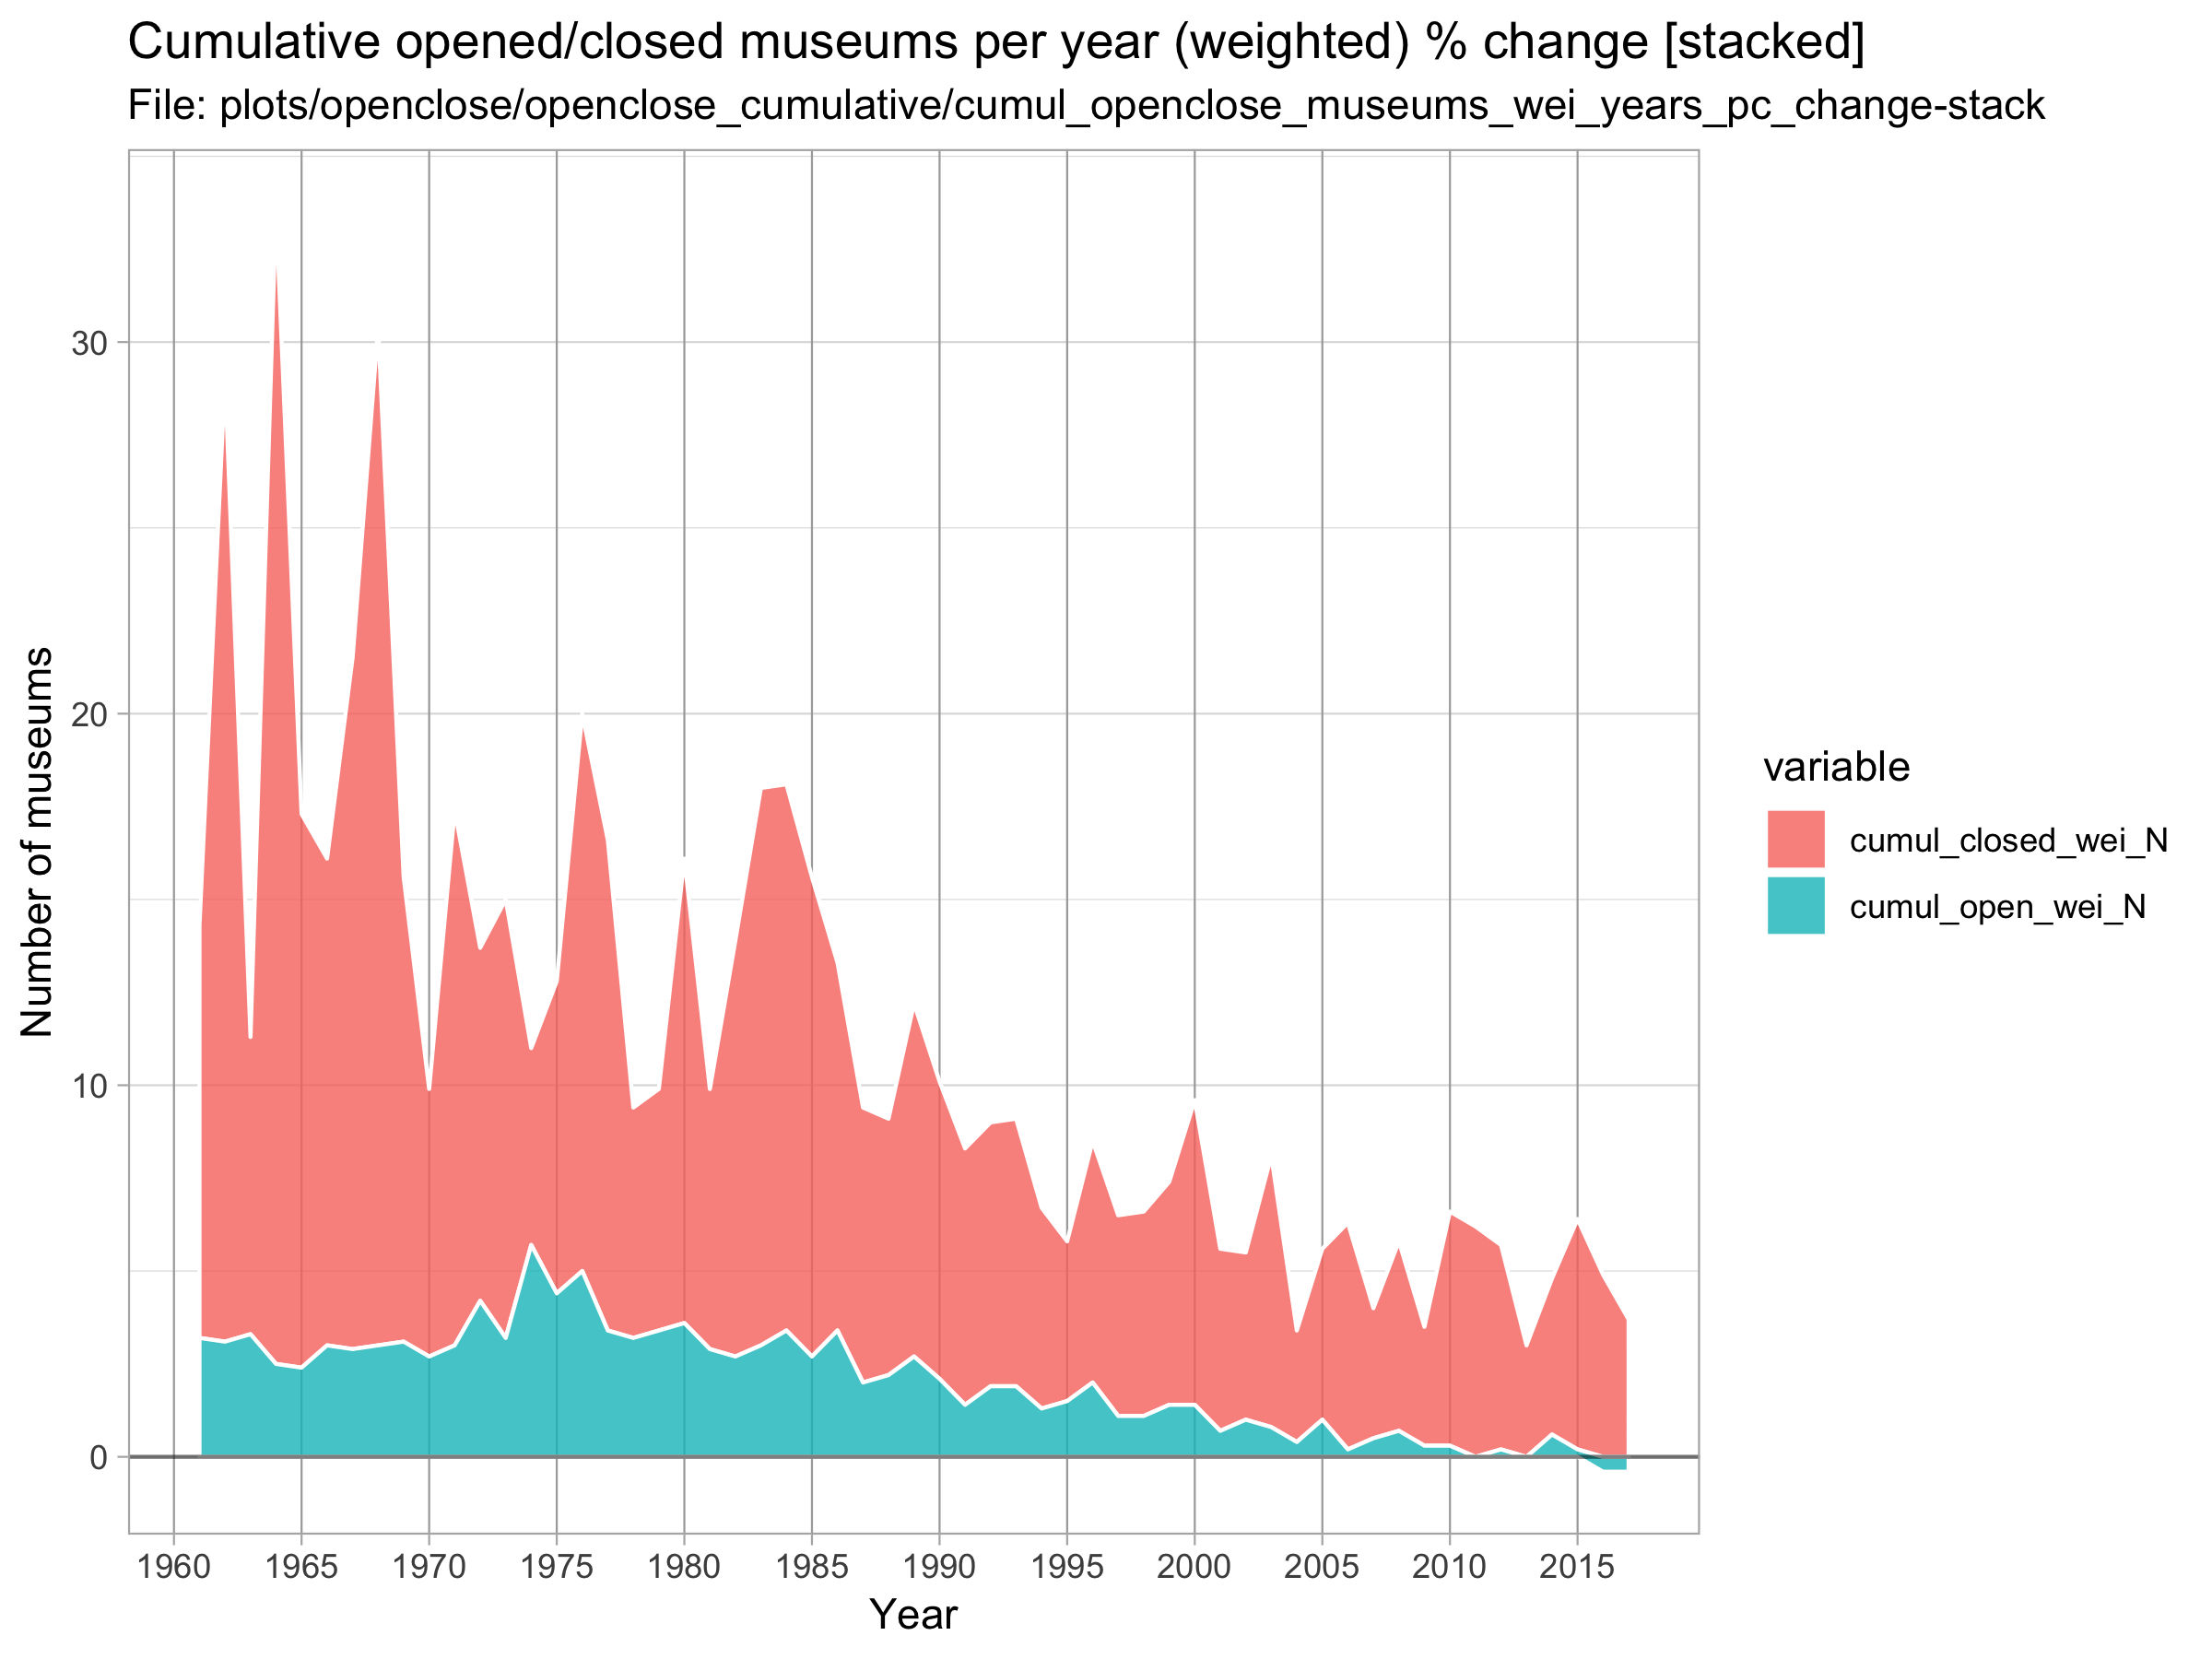 Cumulative opened/closed museums per year (weighted) % change [stacked]
File: plots/openclose/openclose_cumulative/cumul_openclose_museums_wei_years_pc_change-stack
Number of museums
30
20
10
0
1960 1965 1970 1975 1980 1985 1990 1995 2000 2005 2010 2015
Year
variable
cumul_closed_wei_N
cumul_open_wei_N